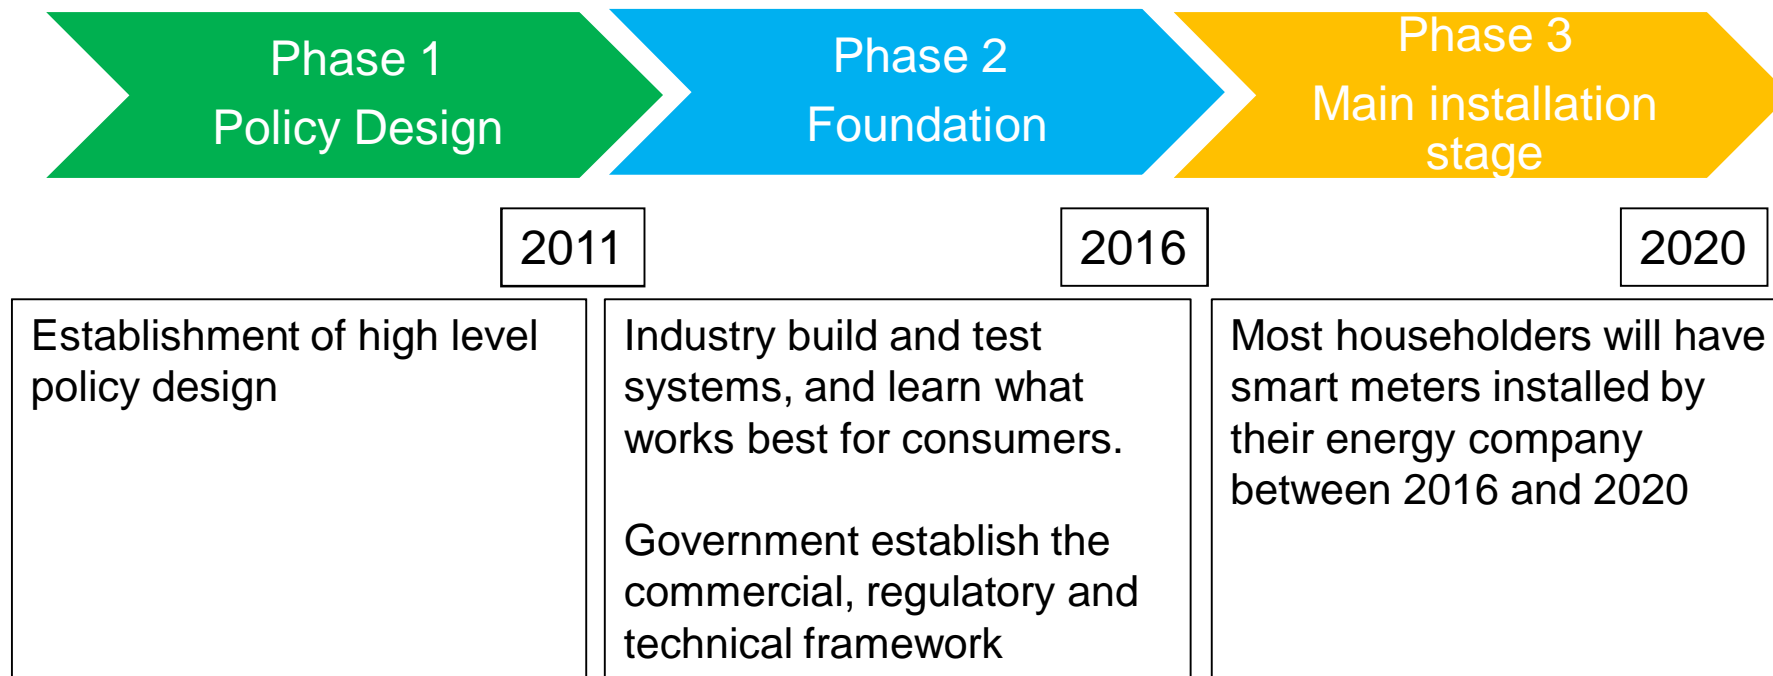 Phase 1
Policy Design
Phase 2
Foundation
Phase 3
Main installation
stage
2011
2016
2020
Establishment of high level
policy design
Industry build and test
systems, and learn what
works best for consumers.
Government establish the
commercial, regulatory and
technical framework
Most householders will have
smart meters installed by
their energy company
between 2016 and 2020